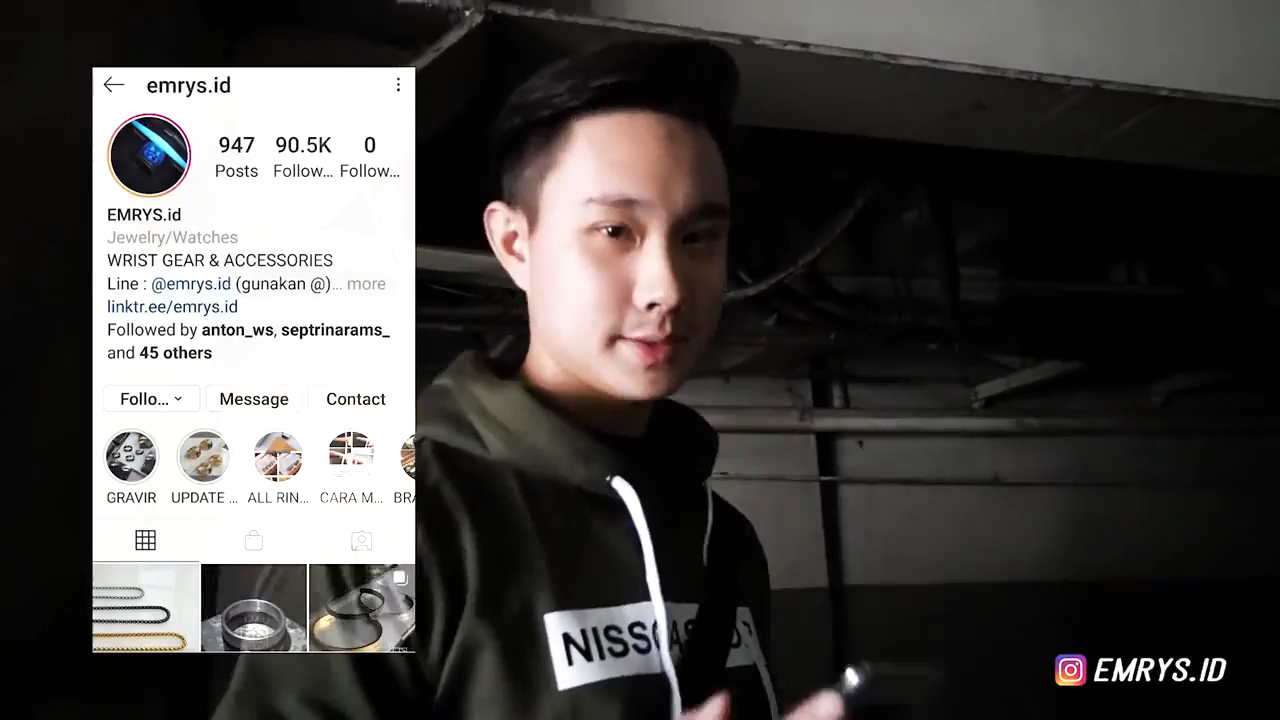 emrys.id
947 90.5K 0
Posts Follow... Follow...
EMRYS.id
Jewelry/Watches
WRIST GEAR & ACCESSORIES
Line : @emrys.id (gunakan @)... more
linktr.ee/emrys.id
Followed by anton_ws, septrinarams_
and 45 others
Follo... Message Contact
GRAVIR UPDATE ... ALL RIN... CARA M... BRA
EMRYS.ID